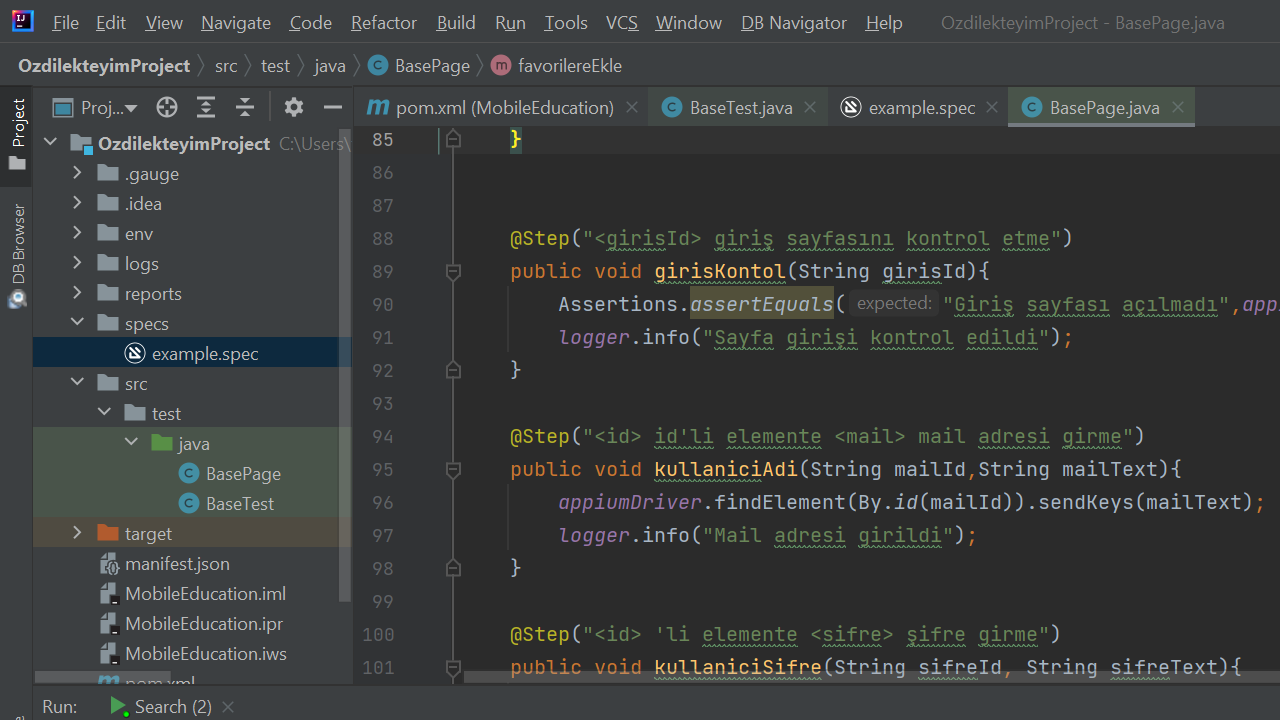 File Edit View Navigate Code Refactor Build Run Tools VCS Window DB Navigator Help OzdilekteyimProject - BasePage.java
OzdilekteyimProject src test java BasePage favorilereEkle
Project
DB Browser
Proj...
pom.xml (MobileEducation) BaseTest.java example.spec BasePage.java
OzdilekteyimProject C:\Users\
.gauge
.idea
env
logs
reports
specs
example.spec
src
test
java
BasePage
BaseTest
target
manifest.json
MobileEducation.iml
MobileEducation.ipr
MobileEducation.iws
pom.xml
85 }
86
87
88 @Step("<girisId> giriş sayfasını kontrol etme")
89 public void girisKontol(String girisId){
90 Assertions.assertEquals( expected: "Giriş sayfası açılmadı",app
91 logger.info("Sayfa girişi kontrol edildi");
92 }
93
94 @Step("<id> id'li elemente <mail> mail adresi girme")
95 public void kullaniciAdi(String mailId,String mailText){
96 appiumDriver.findElement(By.id(mailId)).sendKeys(mailText);
97 logger.info("Mail adresi girildi");
98 }
99
100 @Step("<id> 'li elemente <sifre> şifre girme")
101 public void kullaniciSifre(String sifreId, String sifreText){
Run: Search (2)